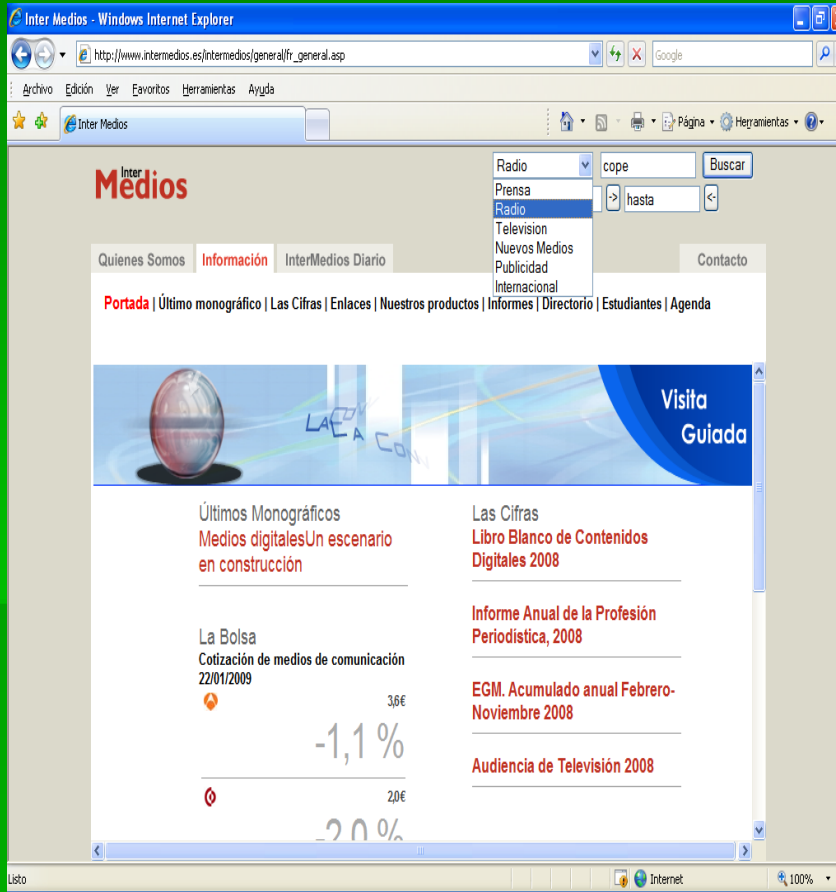 Inter Medios - Windows Internet Explorer
http://www.intermedios.es/intermedios/general/fr_general.asp
Google
Archivo Edición Ver Favoritos Herramientas Ayuda
Inter Medios
Página Herramientas
Inter Medios
Radio cope Buscar
Prensa
Radio -> hasta <-
Television
Nuevos Medios
Publicidad
Internacional
Quienes Somos Información InterMedios Diario Contacto
Portada | Último monográfico | Las Cifras | Enlaces | Nuestros productos | Informes | Directorio | Estudiantes | Agenda
Visita
Guiada
Últimos Monográficos
Medios digitalesUn escenario
en construcción
La Bolsa
Cotización de medios de comunicación
22/01/2009
3,6€
-1,1 %
2,0€
-2,0 %
Las Cifras
Libro Blanco de Contenidos
Digitales 2008
Informe Anual de la Profesión
Periodística, 2008
EGM. Acumulado anual Febrero-
Noviembre 2008
Audiencia de Televisión 2008
Listo Internet 100%